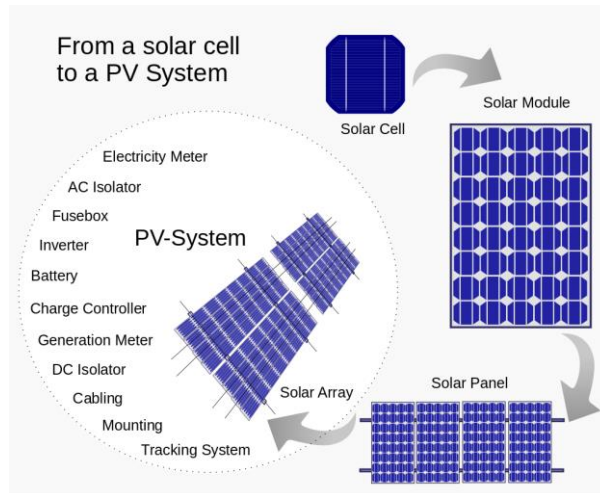 From a solar cell
to a PV System
Solar Cell
Solar Module
Electricity Meter
AC Isolator
Fusebox
Inverter
PV-System
Battery
Charge Controller
Generation Meter
DC Isolator
Solar Array
Solar Panel
Cabling
Mounting
Tracking System